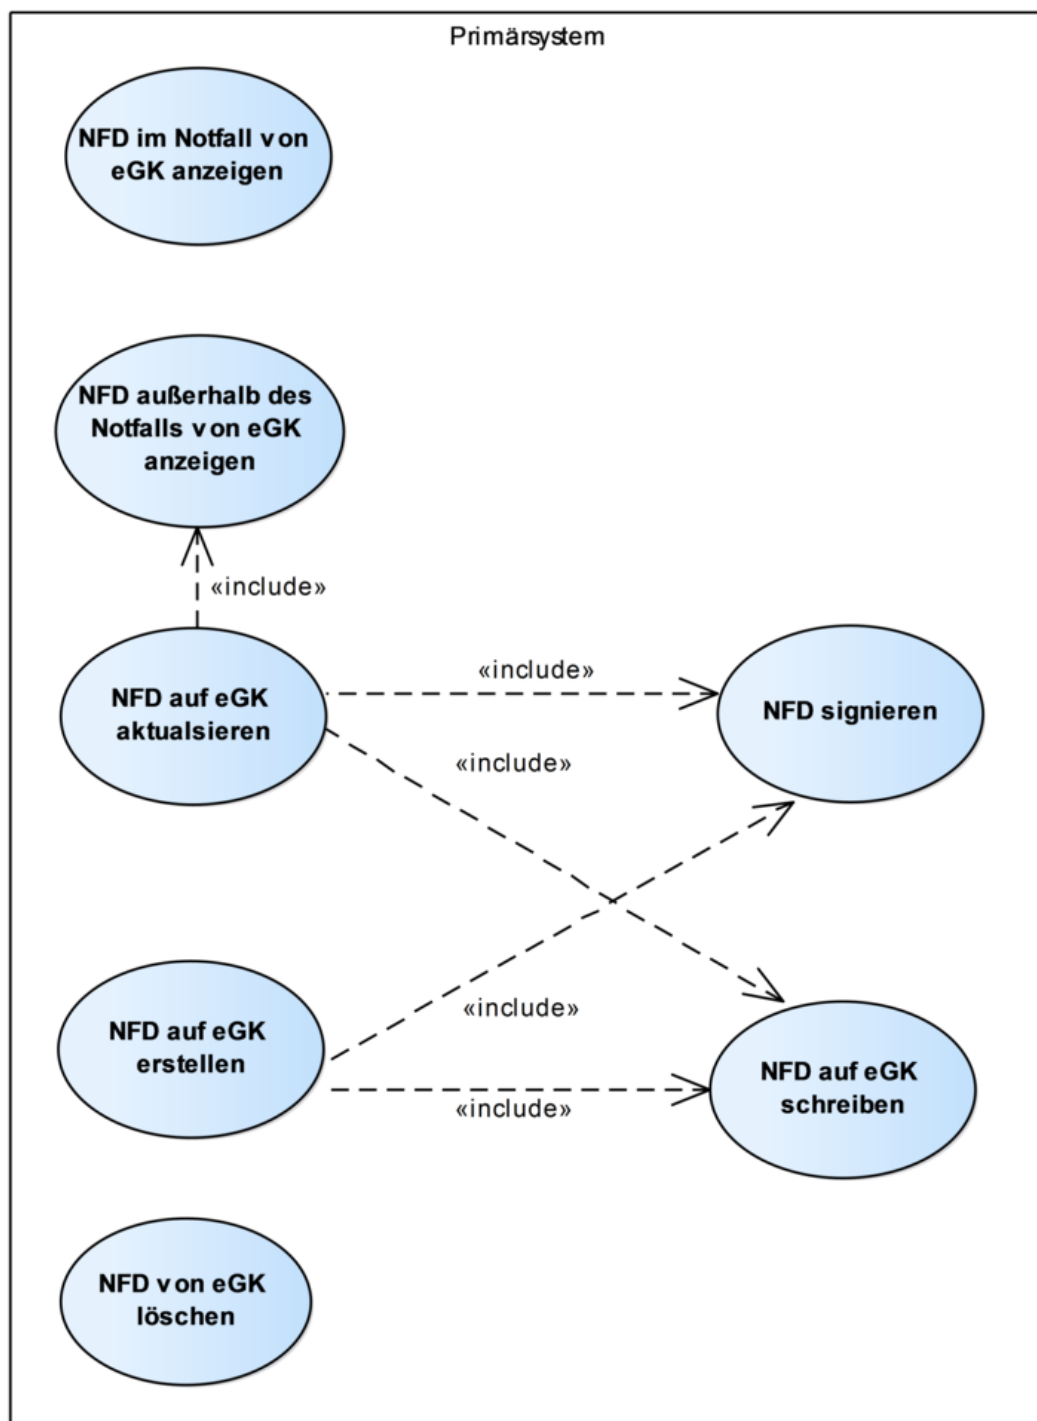 Primärsystem
NFD im Notfall von
eGK anzeigen
NFD außerhalb des
Notfalls von eGK
anzeigen
«include»
NFD auf eGK
aktualsieren
«include»
NFD signieren
«include»
NFD auf eGK
erstellen
«include»
«include»
NFD auf eGK
schreiben
NFD von eGK
löschen